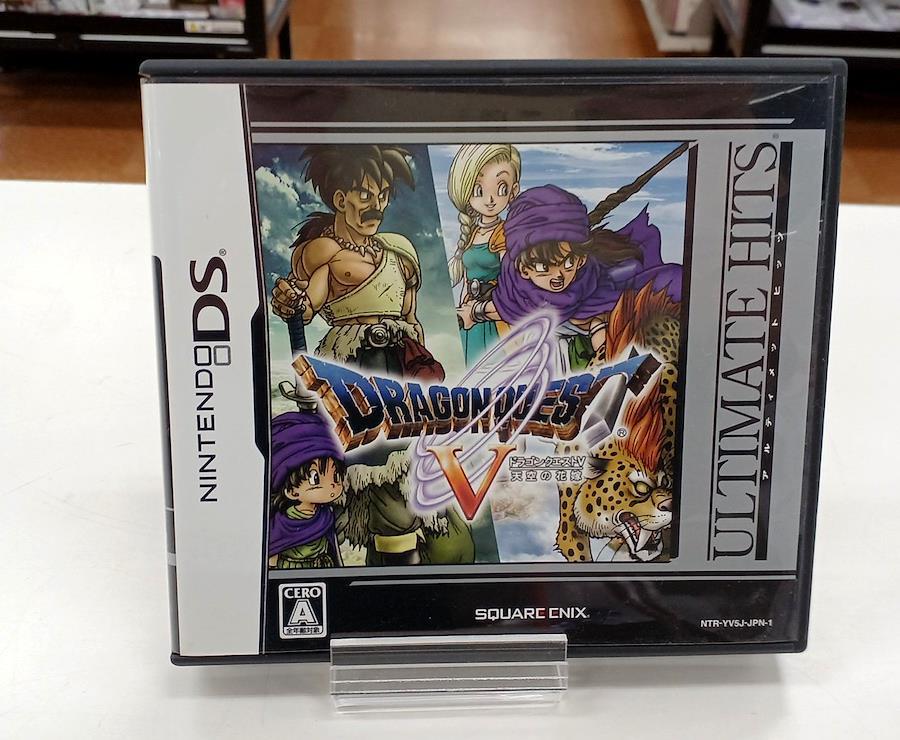 NINTENDO DS®
ULTIMATE HITS®
アルティメットヒッツ
DRAGON QUEST®
V
ドラゴンクエストV
天空の花嫁
CERO
A
全年齢対象
SQUARE ENIX®
NTR-YV5J-JPN-1